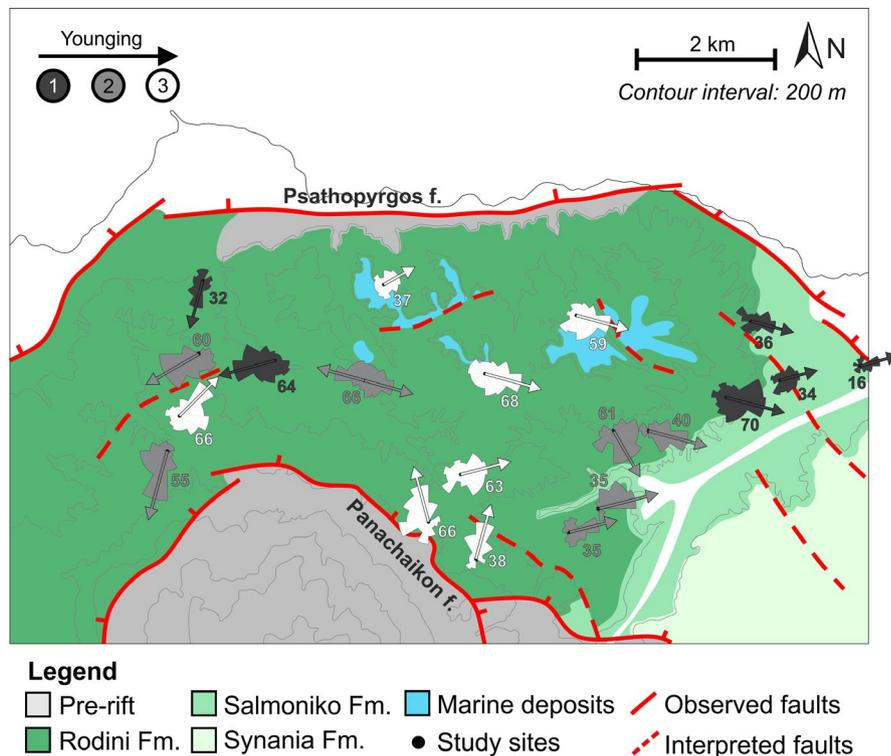 Younging
1 2 3
2 km
N
Contour interval: 200 m
Psathopyrgos f.
32
37
60
59
36
64
66
68
34
16
66
70
61
40
55
63
35
Panachaikon f.
66
35
38
Legend
Pre-rift
Salmoniko Fm.
Marine deposits
Observed faults
Rodini Fm.
Synania Fm.
Study sites
Interpreted faults